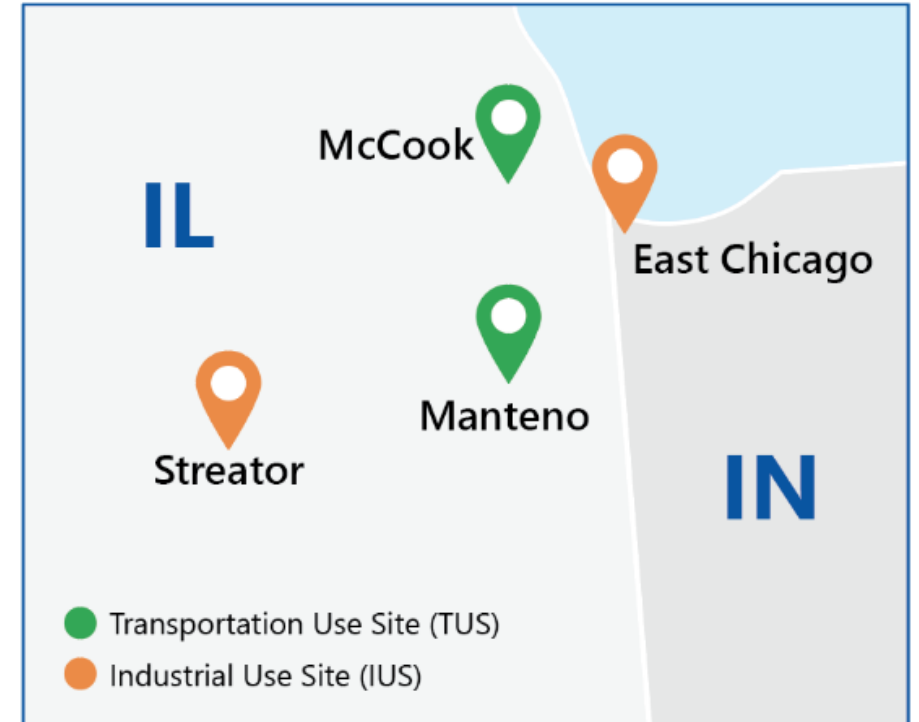 McCook
IL
East Chicago
Manteno
Streator
IN
Transportation Use Site (TUS)
Industrial Use Site (IUS)